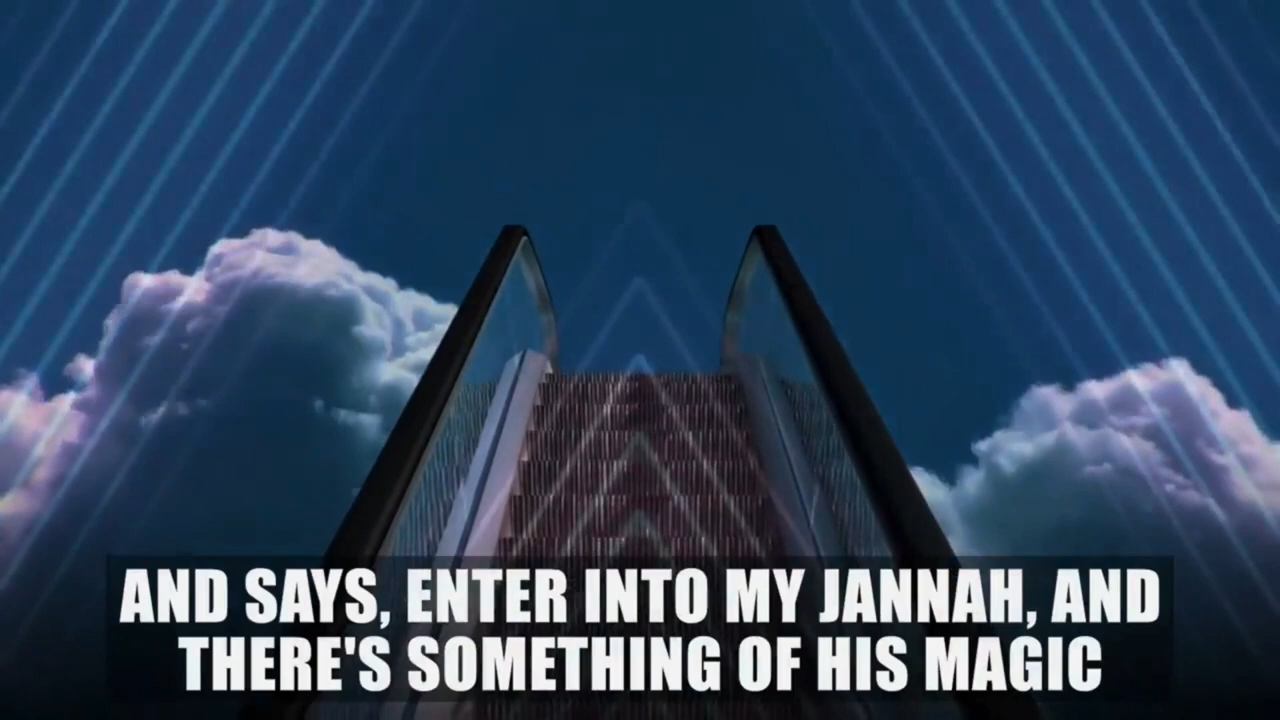 AND SAYS, ENTER INTO MY JANNAH, AND
THERE'S SOMETHING OF HIS MAGIC